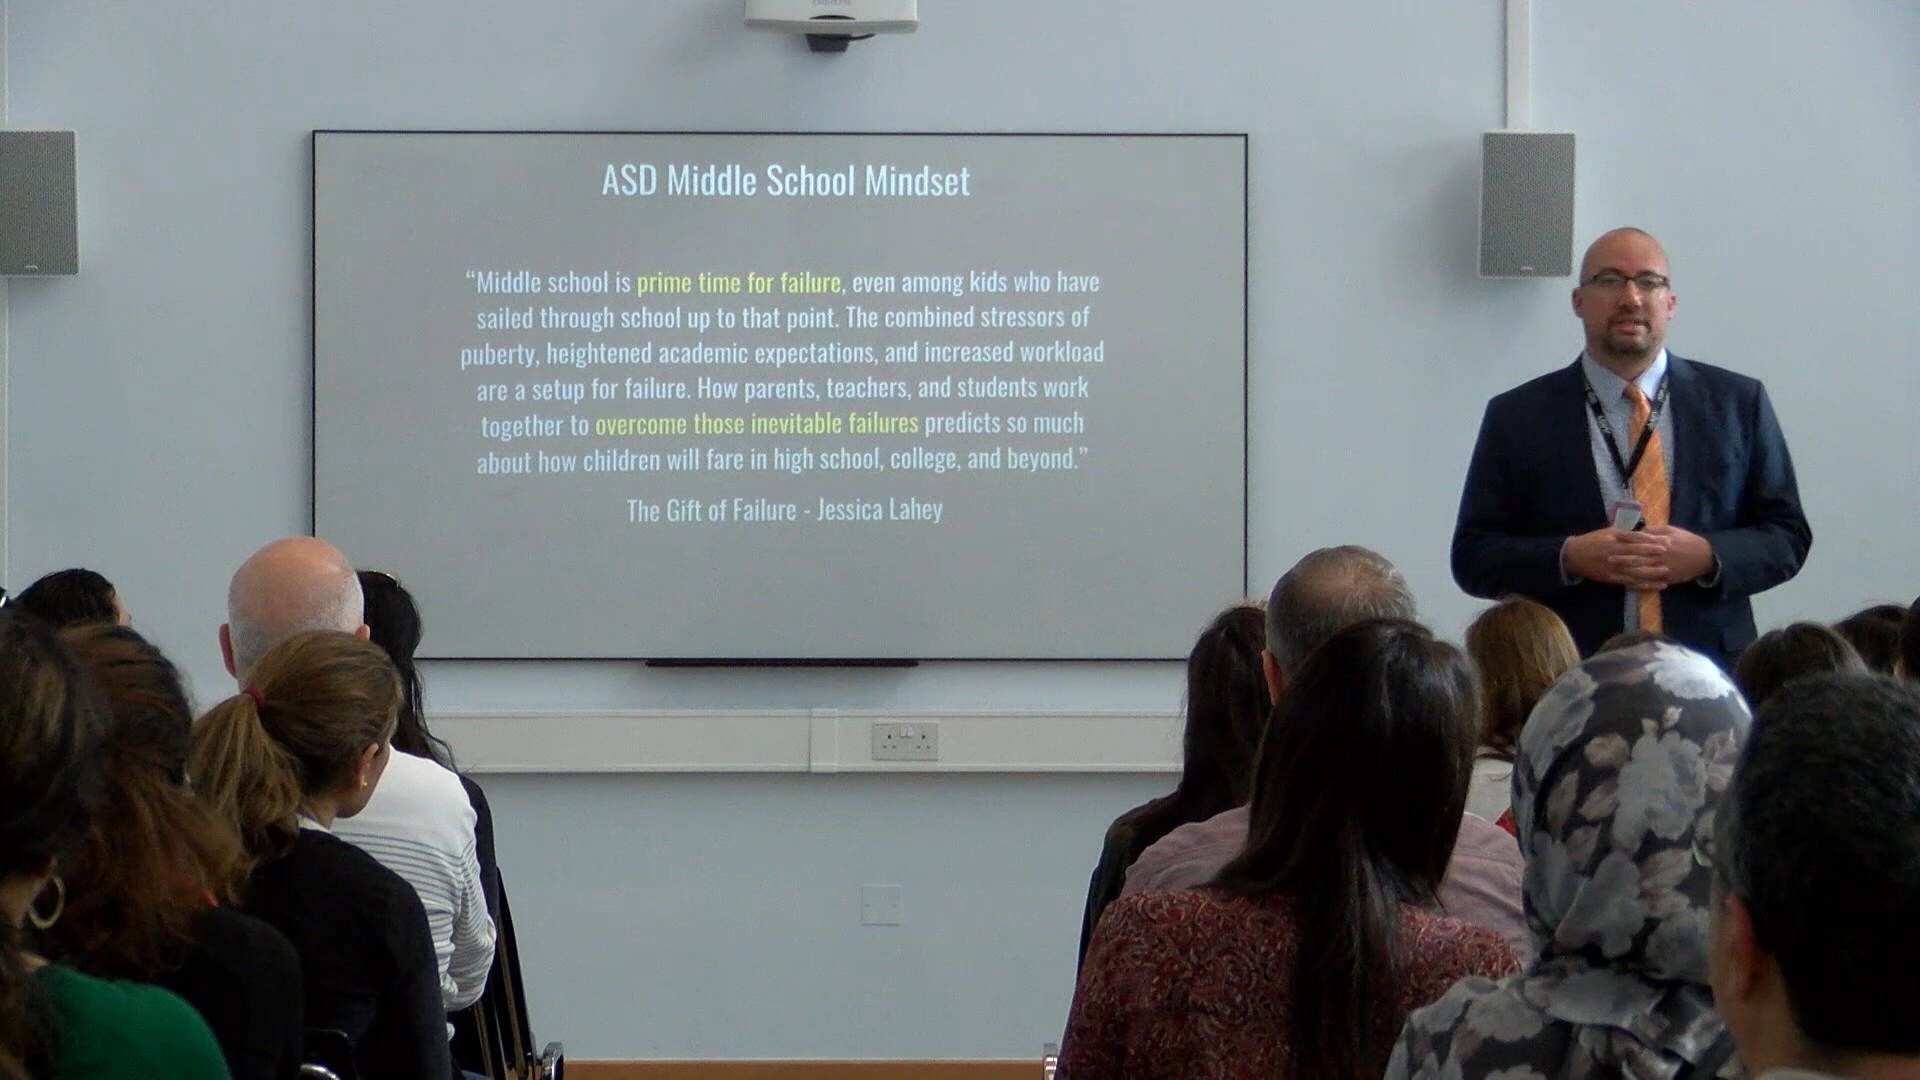 ASD Middle School Mindset
“Middle school is prime time for failure, even among kids who have
sailed through school up to that point. The combined stressors of
puberty, heightened academic expectations, and increased workload
are a setup for failure. How parents, teachers, and students work
together to overcome those inevitable failures predicts so much
about how children will fare in high school, college, and beyond.”
The Gift of Failure - Jessica Lahey